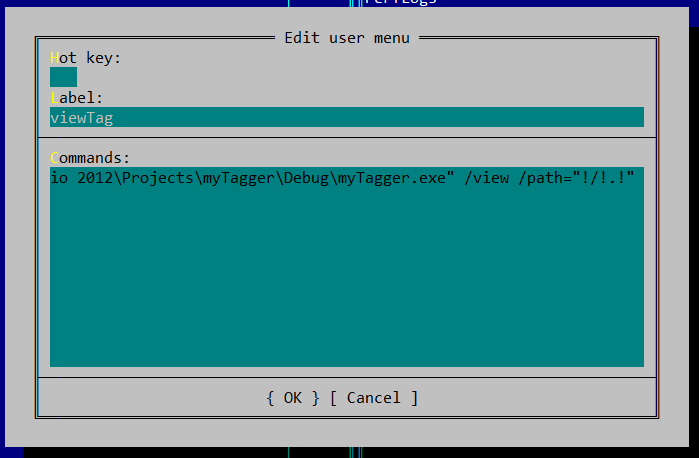 PerfLogs
Edit user menu
Hot key:
Label:
viewTag
Commands:
io 2012\Projects\myTagger\Debug\myTagger.exe" /view /path="!/!.!"
{ OK } [ Cancel ]